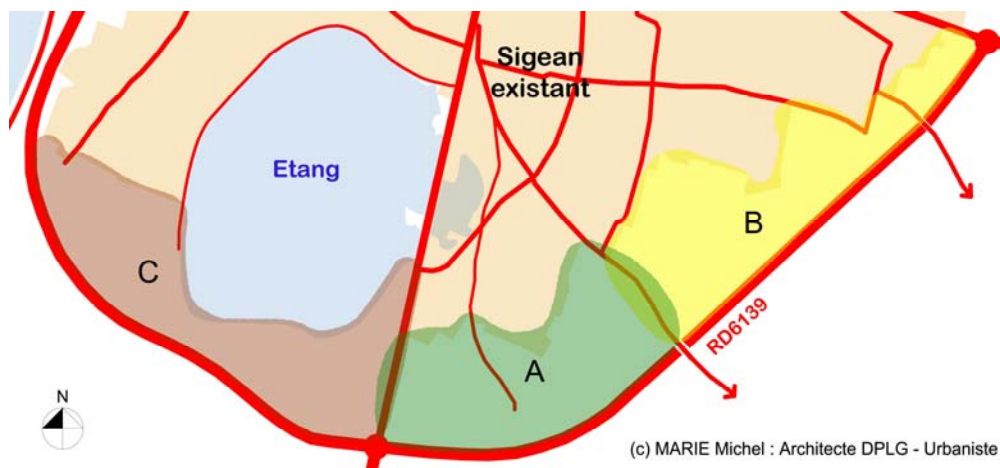 Sigean
existant
Etang
B
C
RD6139
A
N
(c) MARIE Michel : Architecte DPLG - Urbaniste